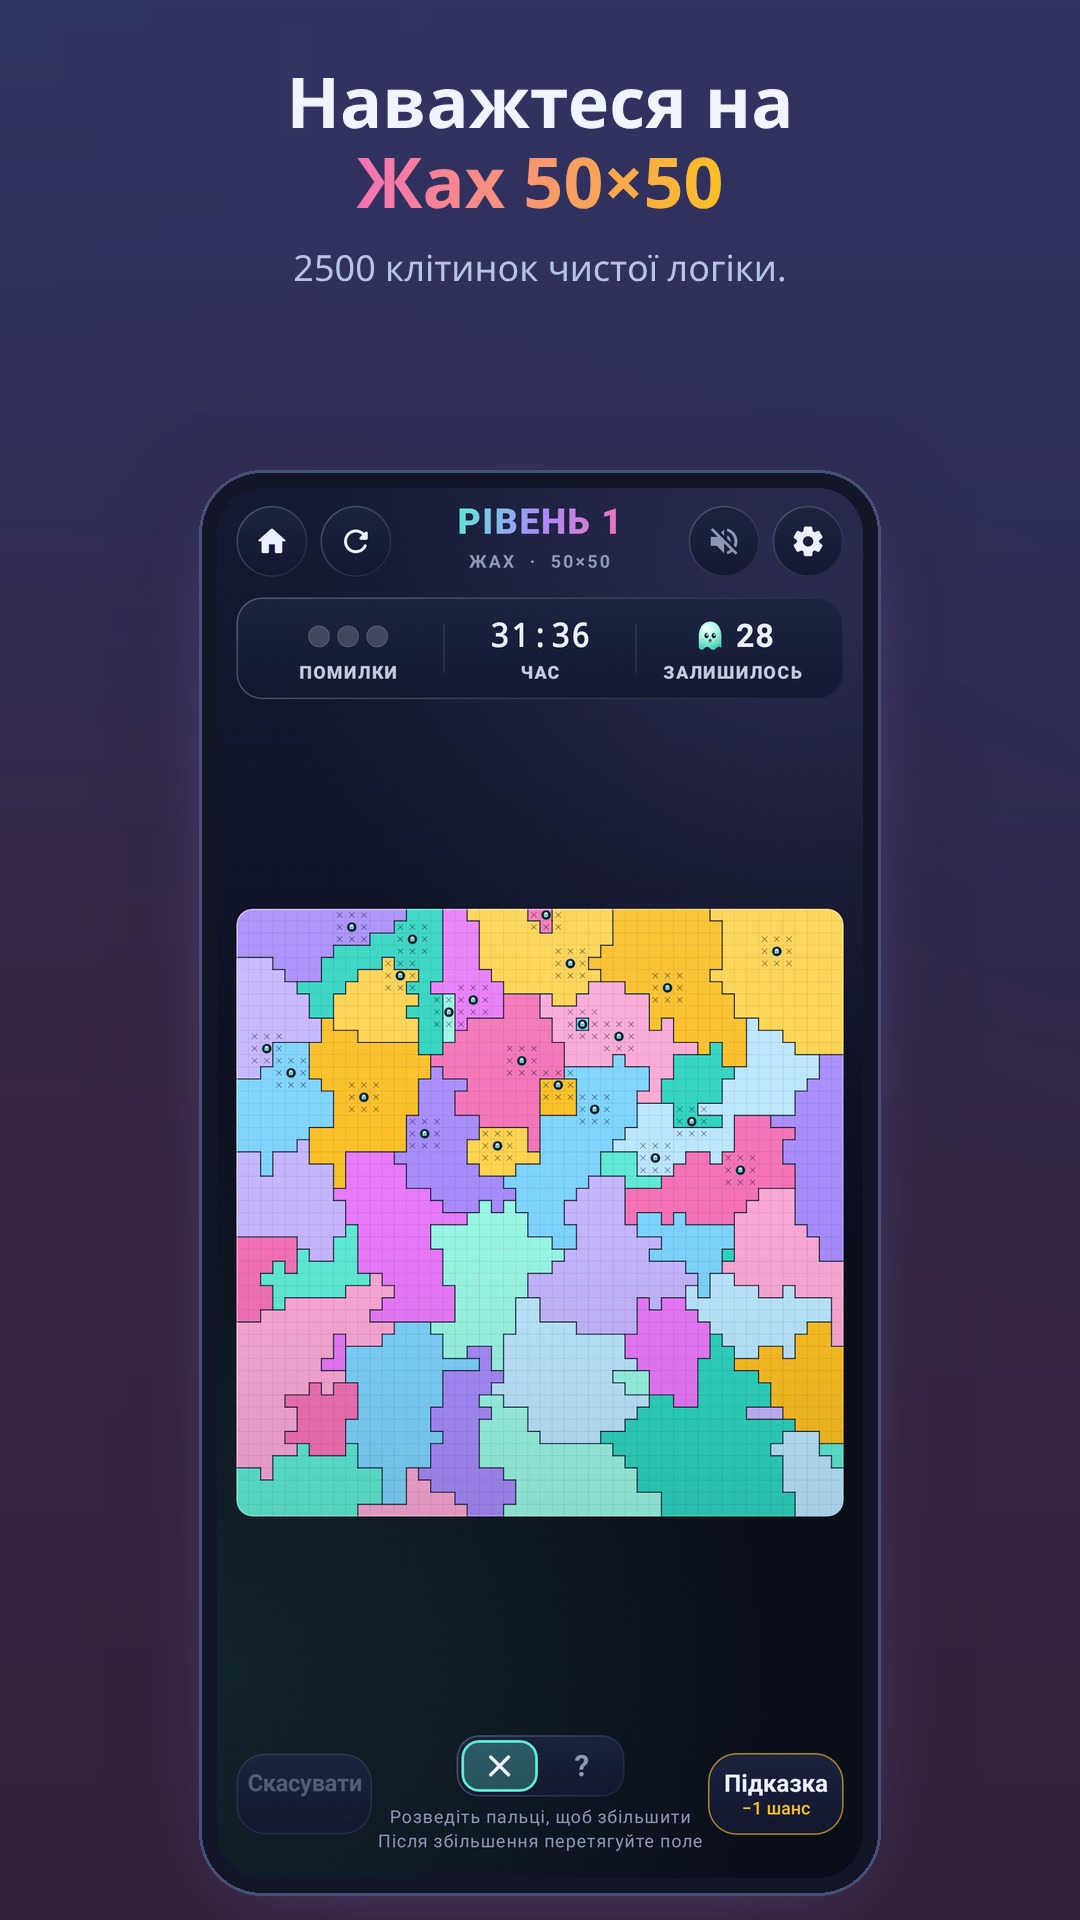 Наважтеся на
Жах 50×50
2500 клітинок чистої логіки.
РІВЕНЬ 1
ЖАХ · 50×50
31:36
28
ПОМИЛКИ
ЧАС
ЗАЛИШИЛОСЬ
Скасувати
?
Підказка
−1 шанс
Розведіть пальці, щоб збільшити
Після збільшення перетягуйте поле